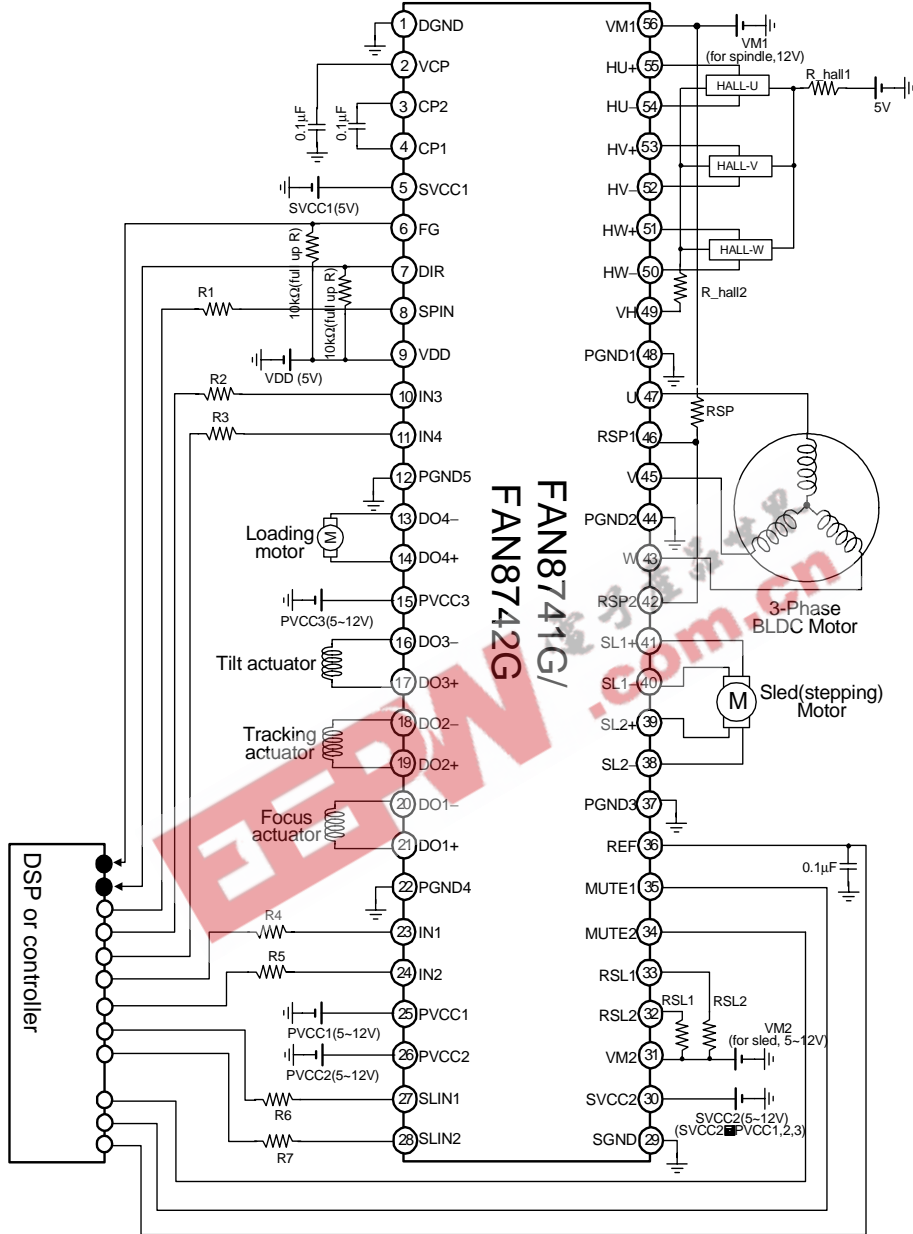 1 DGND
2 VCP
3 CP2
4 CP1
5 SVCC1
6 FG
7 DIR
8 SPIN
9 VDD
10 IN3
11 IN4
12 PGND5
13 DO4−
14 DO4+
15 PVCC3
16 DO3−
17 DO3+
18 DO2−
19 DO2+
20 DO1−
21 DO1+
22 PGND4
23 IN1
24 IN2
25 PVCC1
26 PVCC2
27 SLIN1
28 SLIN2
0.1µF
0.1µF
SVCC1(5V)
10kΩ(full up R)
10kΩ(full up R)
R1
VDD (5V)
R2
R3
Loading
motor
M
PVCC3(5~12V)
Tilt actuator
Tracking
actuator
Focus
actuator
DSP or controller
R4
R5
PVCC1(5~12V)
PVCC2(5~12V)
R6
R7
FAN8741G/
FAN8742G
VM1 56
HU+ 55
HU− 54
HV+ 53
HV− 52
HW+ 51
HW− 50
VH 49
PGND1 48
U 47
RSP1 46
V 45
PGND2 44
W 43
RSP2 42
SL1+ 41
SL1− 40
SL2+ 39
SL2− 38
PGND3 37
REF 36
MUTE1 35
MUTE2 34
RSL1 33
RSL2 32
VM2 31
SVCC2 30
SGND 29
VM1
(for spindle,12V)
HALL-U
R_hall1
5V
HALL-V
HALL-W
R_hall2
RSP
3-Phase
BLDC Motor
M
Sled(stepping)
Motor
0.1µF
RSL1
RSL2
VM2
(for sled, 5~12V)
SVCC2(5~12V)
(SVCC2 PVCC1,2,3)
EEPW
.com.cn